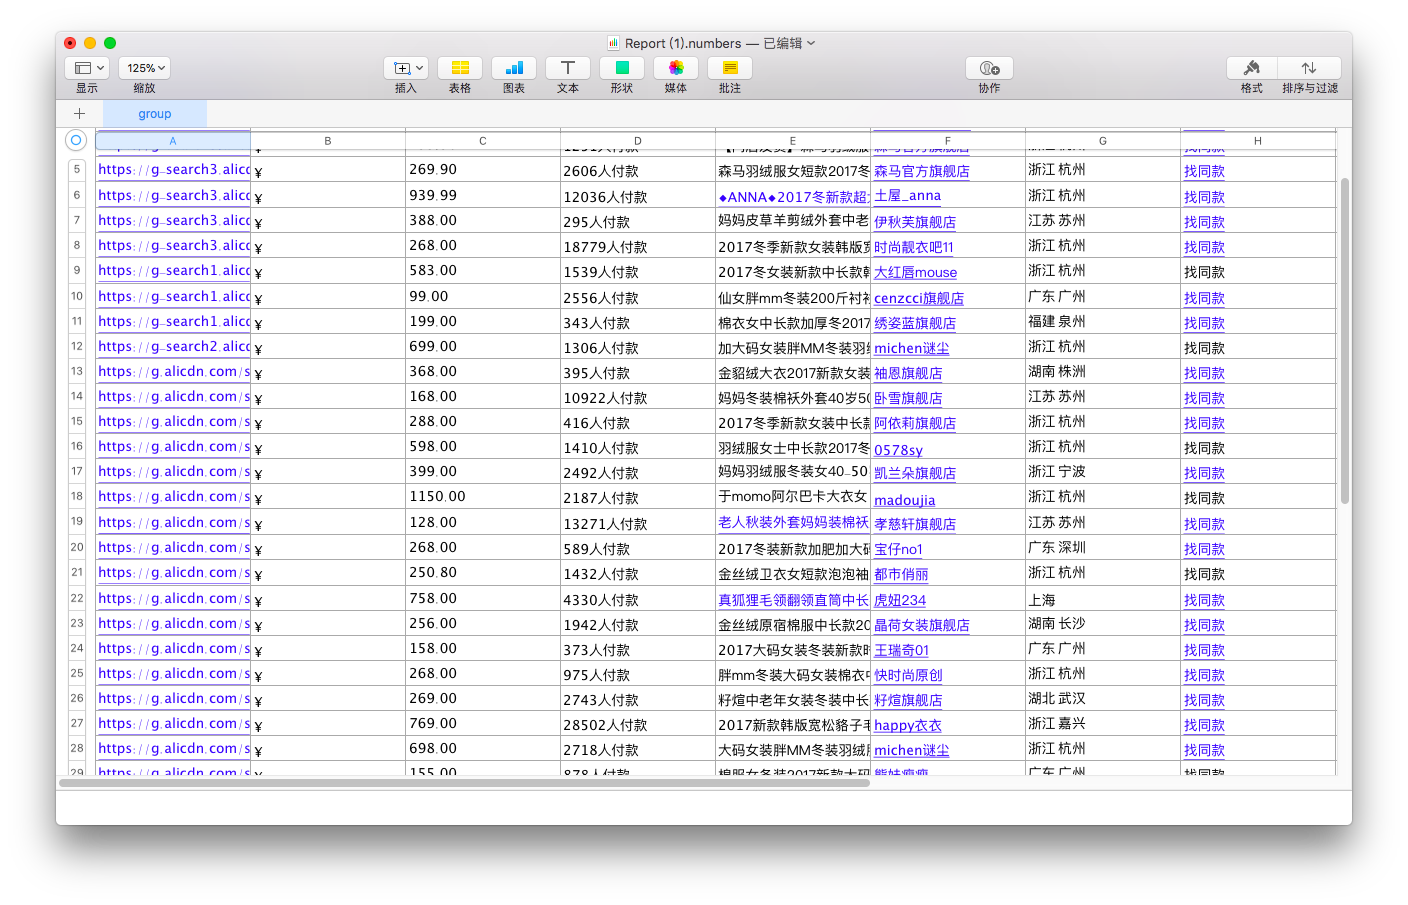 Report (1).numbers — 已编辑
125%
显示 缩放 插入 表格 图表 文本 形状 媒体 批注 协作 格式 排序与过滤
group
A B C D E F G H
5 https://g-search3.alicd ¥ 269.90 2606人付款 森马羽绒服女短款2017冬 森马官方旗舰店 浙江 杭州 找同款
6 https://g-search3.alicd ¥ 939.99 12036人付款 ◆ANNA◆2017冬新款超 土屋_anna 浙江 杭州 找同款
7 https://g-search3.alicd ¥ 388.00 295人付款 妈妈皮草羊剪绒外套中老 伊秋芙旗舰店 江苏 苏州 找同款
8 https://g-search3.alicd ¥ 268.00 18779人付款 2017冬季新款女装韩版宽 时尚靓衣吧11 浙江 杭州 找同款
9 https://g-search1.alicd ¥ 583.00 1539人付款 2017冬女装新款中长款韩 大红唇mouse 浙江 杭州 找同款
10 https://g-search1.alicd ¥ 99.00 2556人付款 仙女胖mm冬装200斤衬衫 cenzcci旗舰店 广东 广州 找同款
11 https://g-search1.alicd ¥ 199.00 343人付款 棉衣女中长款加厚冬2017 绣姿蓝旗舰店 福建 泉州 找同款
12 https://g-search2.alicd ¥ 699.00 1306人付款 加大码女装胖MM冬装羽绒 michen谜尘 浙江 杭州 找同款
13 https://g.alicdn.com/s ¥ 368.00 395人付款 金貂绒大衣2017新款女装 袖恩旗舰店 湖南 株洲 找同款
14 https://g.alicdn.com/s ¥ 168.00 10922人付款 妈妈冬装棉袄外套40岁50 卧雪旗舰店 江苏 苏州 找同款
15 https://g.alicdn.com/s ¥ 288.00 416人付款 2017冬季新款女装中长款 阿依莉旗舰店 浙江 杭州 找同款
16 https://g.alicdn.com/s ¥ 598.00 1410人付款 羽绒服女士中长款2017冬 0578sy 浙江 杭州 找同款
17 https://g.alicdn.com/s ¥ 399.00 2492人付款 妈妈羽绒服冬装女40-50 凯兰朵旗舰店 浙江 宁波 找同款
18 https://g.alicdn.com/s ¥ 1150.00 2187人付款 于momo阿尔巴卡大衣女 madoujia 浙江 杭州 找同款
19 https://g.alicdn.com/s ¥ 128.00 13271人付款 老人秋装外套妈妈装棉袄 孝慈轩旗舰店 江苏 苏州 找同款
20 https://g.alicdn.com/s ¥ 268.00 589人付款 2017冬装新款加肥加大码 宝仔no1 广东 深圳 找同款
21 https://g.alicdn.com/s ¥ 250.80 1432人付款 金丝绒卫衣女短款泡泡袖 都市俏丽 浙江 杭州 找同款
22 https://g.alicdn.com/s ¥ 758.00 4330人付款 真狐狸毛领翻领直筒中长 虎妞234 上海 找同款
23 https://g.alicdn.com/s ¥ 256.00 1942人付款 金丝绒原宿棉服中长款20 晶荷女装旗舰店 湖南 长沙 找同款
24 https://g.alicdn.com/s ¥ 158.00 373人付款 2017大码女装冬装新款时 王瑞奇01 广东 广州 找同款
25 https://g.alicdn.com/s ¥ 268.00 975人付款 胖mm冬装大码女装棉衣中 快时尚原创 浙江 杭州 找同款
26 https://g.alicdn.com/s ¥ 269.00 2743人付款 籽煊中老年女装冬装中长 籽煊旗舰店 湖北 武汉 找同款
27 https://g.alicdn.com/s ¥ 769.00 28502人付款 2017新款韩版宽松貉子毛 happy衣衣 浙江 嘉兴 找同款
28 https://g.alicdn.com/s ¥ 698.00 2718人付款 大码女装胖MM冬装羽绒服 michen谜尘 浙江 杭州 找同款
29 https://g.alicdn.com/s ¥ 155.00 878人付款 棉服女冬装2017新款大码 广东 广州 找同款